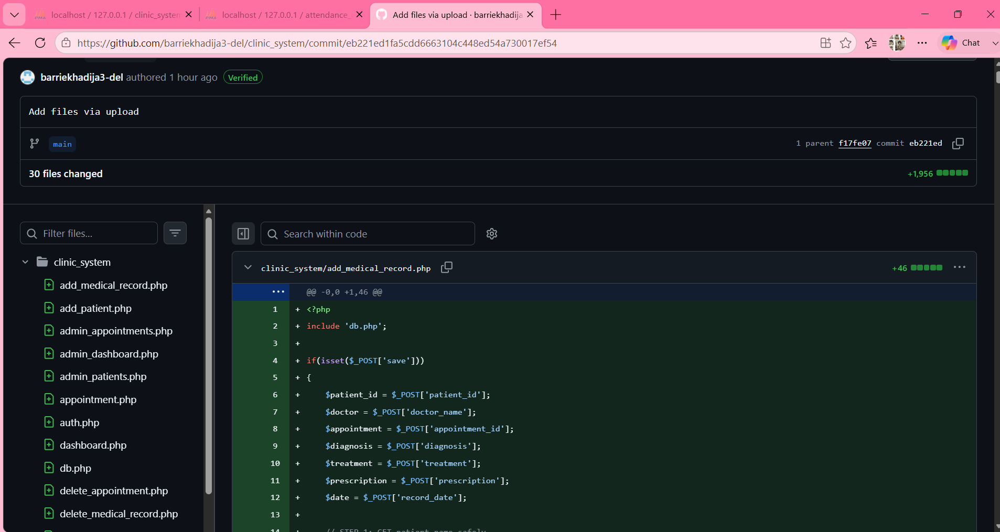 localhost / 127.0.0.1 / clinic_system
localhost / 127.0.0.1 / attendance_
Add files via upload · barriekhadija
https://github.com/barriekhadija3-del/clinic_system/commit/eb221ed1fa5cdd6663104c448ed54a730017ef54
Chat
barriekhadija3-del authored 1 hour ago Verified
Add files via upload
main
1 parent f17fe07 commit eb221ed
30 files changed
+1,956
Filter files...
Search within code
clinic_system
add_medical_record.php
add_patient.php
admin_appointments.php
admin_dashboard.php
admin_patients.php
appointment.php
auth.php
dashboard.php
db.php
delete_appointment.php
delete_medical_record.php
clinic_system/add_medical_record.php
+46
@@ -0,0 +1,46 @@
1 + <?php
2 + include 'db.php';
3 +
4 + if(isset($_POST['save']))
5 + {
6 + $patient_id = $_POST['patient_id'];
7 + $doctor = $_POST['doctor_name'];
8 + $appointment = $_POST['appointment_id'];
9 + $diagnosis = $_POST['diagnosis'];
10 + $treatment = $_POST['treatment'];
11 + $prescription = $_POST['prescription'];
12 + $date = $_POST['record_date'];
13 +
14 + // STEP 1: GET patient name safely